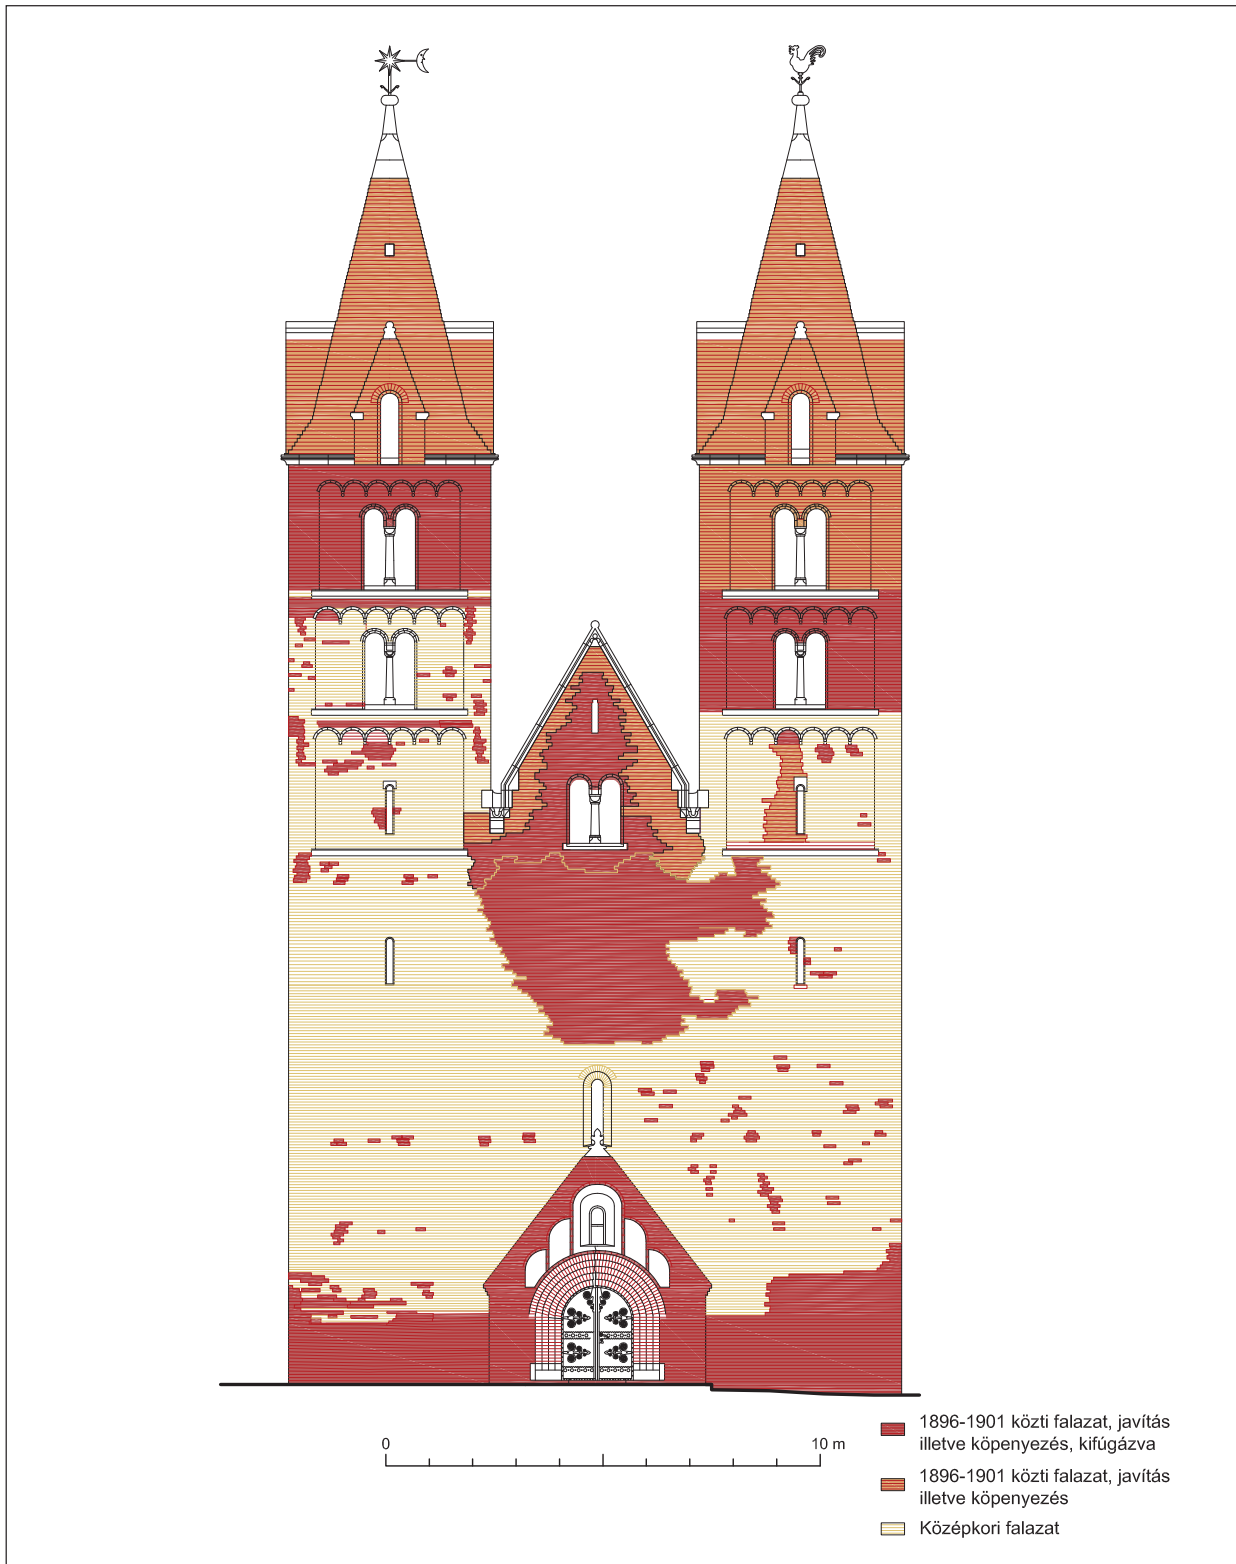 0
10 m
1896-1901 közti falazat, javítás
illetve köpenyezés, kifúgázva
1896-1901 közti falazat, javítás
illetve köpenyezés
Középkori falazat